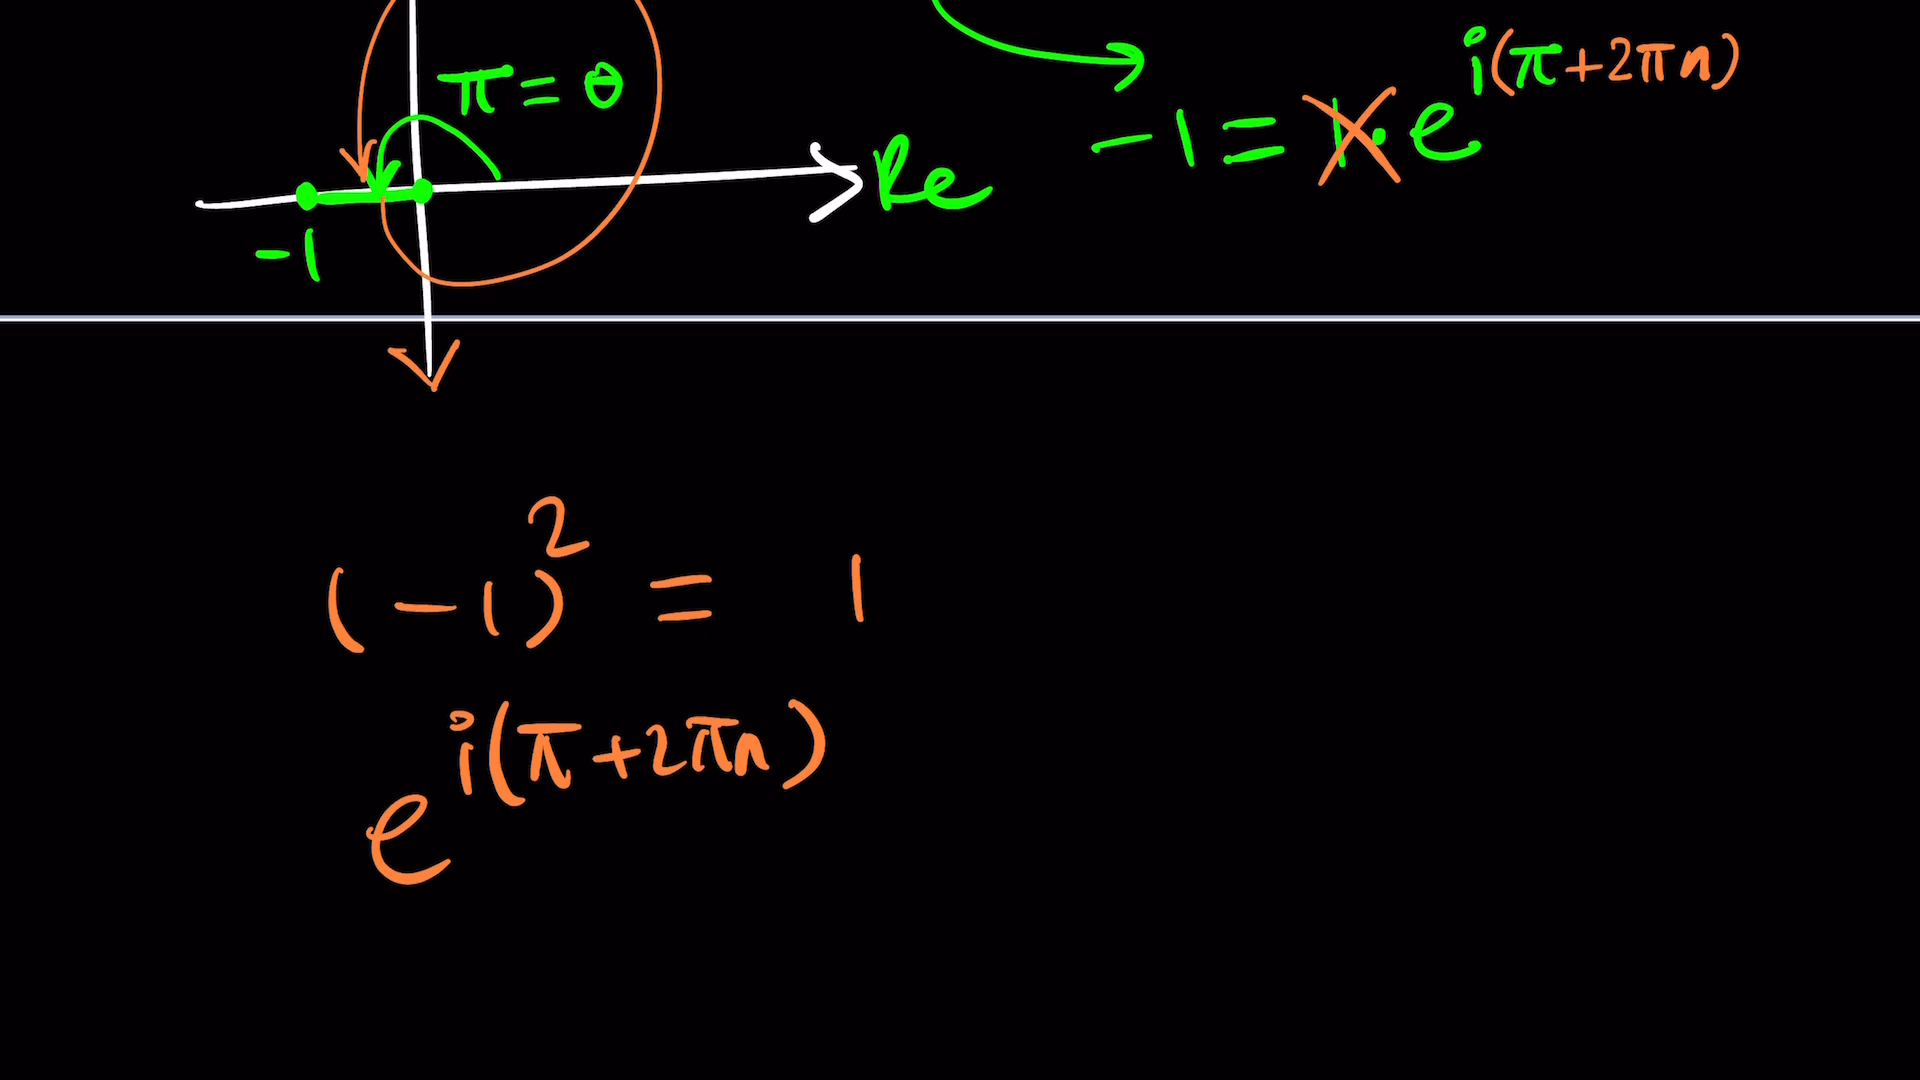 π = θ
-1 = 1·e^i(π+2πn)
Re
-1
(-1)^2 = 1
e^i(π+2πn)